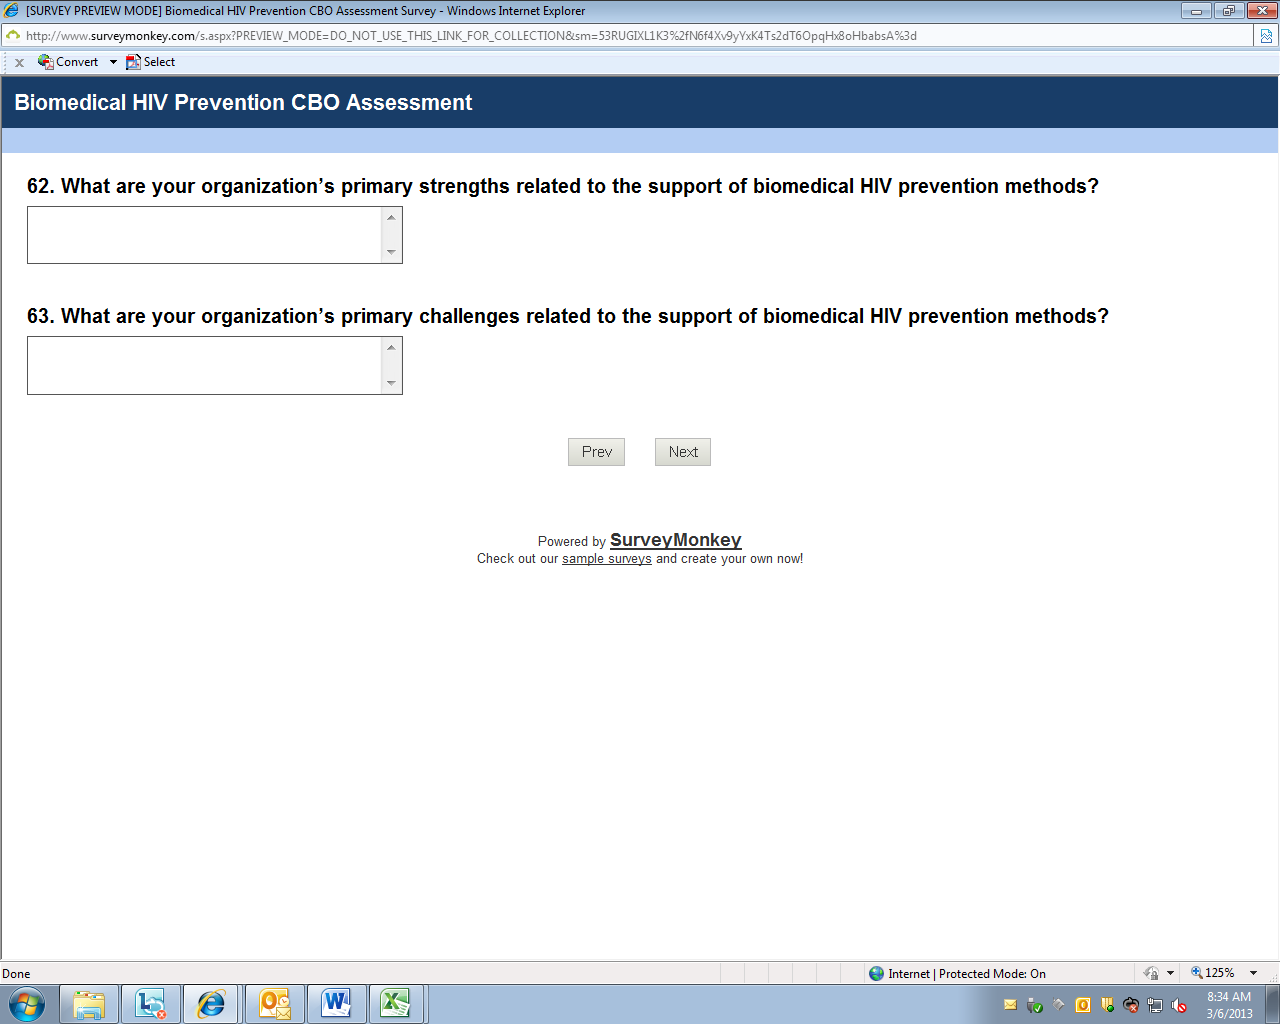 [SURVEY PREVIEW MODE] Biomedical HIV Prevention CBO Assessment Survey - Windows Internet Explorer
http://www.surveymonkey.com/s.aspx?PREVIEW_MODE=DO_NOT_USE_THIS_LINK_FOR_COLLECTION&sm=53RUGIXL1K3%2fN6f4Xv9yYxK4Ts2dT6OpqHx8oHbabsA%3d
x Convert Select
Biomedical HIV Prevention CBO Assessment
62. What are your organization’s primary strengths related to the support of biomedical HIV prevention methods?
63. What are your organization’s primary challenges related to the support of biomedical HIV prevention methods?
Prev Next
Powered by SurveyMonkey
Check out our sample surveys and create your own now!
Done Internet | Protected Mode: On 125%
8:34 AM
3/6/2013